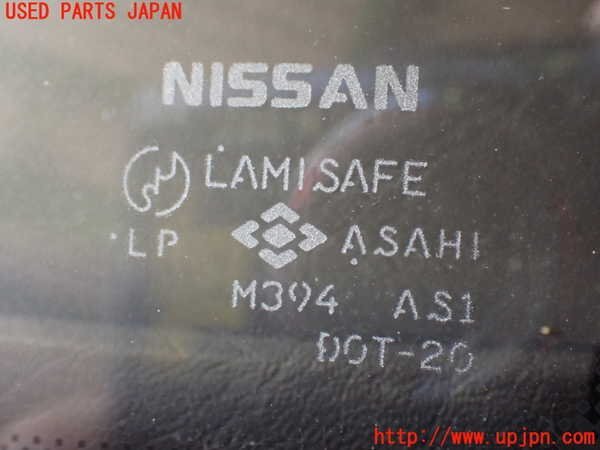 USED PARTS JAPAN
NISSAN
LAMISAFE
LP ASAHI
M394 AS1
DOT-20
http://www.upjpn.com/